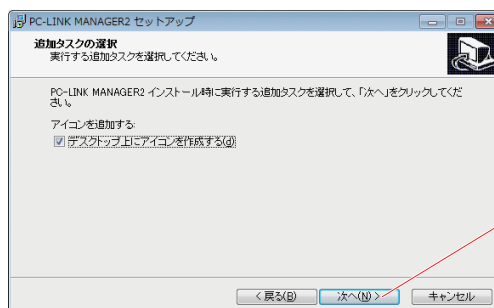 PC-LINK MANAGER2 セットアップ
追加タスクの選択
実行する追加タスクを選択してください。
PC-LINK MANAGER2 インストール時に実行する追加タスクを選択して、「次へ」をクリックしてくだ
さい。
アイコンを追加する:
デスクトップ上にアイコンを作成する(d)
< 戻る(B) 次へ(N) > キャンセル